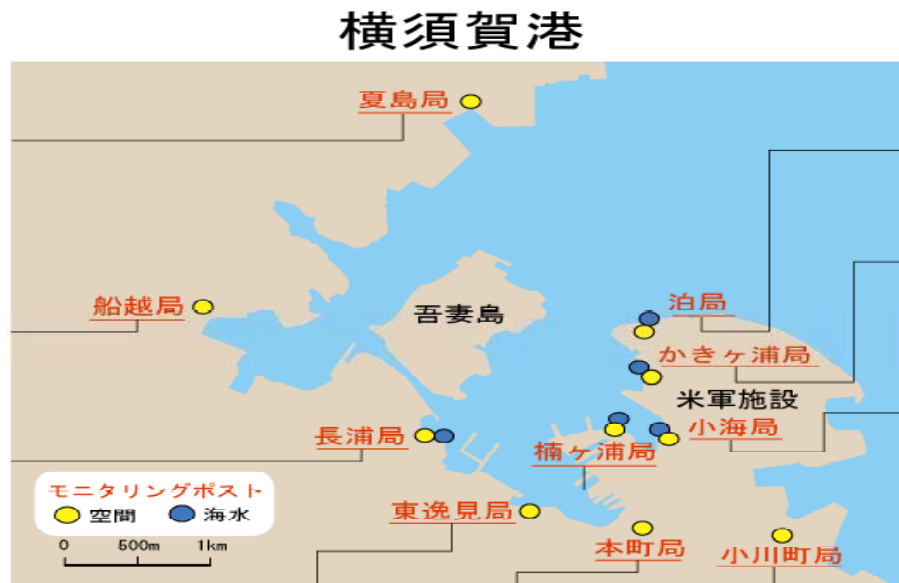 横須賀港
夏島局
船越局
吾妻島
泊局
かきヶ浦局
米軍施設
長浦局
楠ヶ浦局
小海局
モニタリングポスト
空間 海水
0 500m 1km
東逸見局
本町局
小川町局